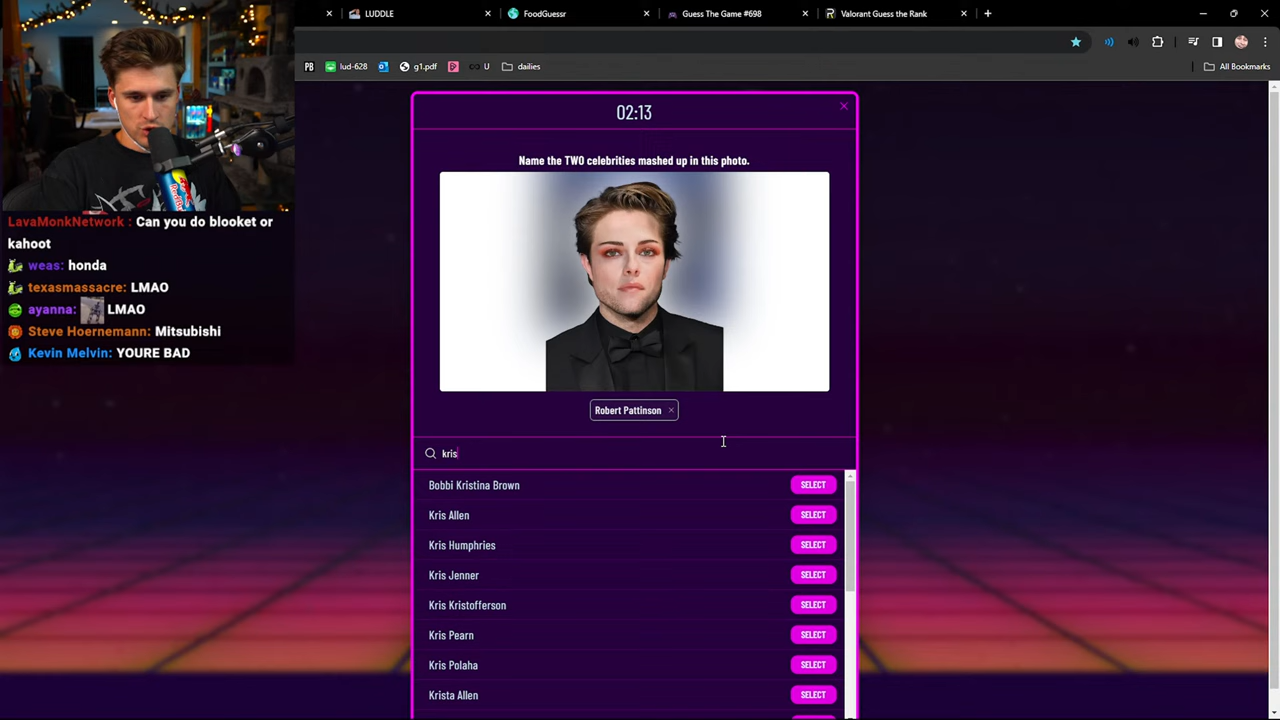 LUDDLE
FoodGuessr
Guess The Game #698
Valorant Guess the Rank
PB
lud-628
g1.pdf
U
dailies
All Bookmarks
02:13
Name the TWO celebrities mashed up in this photo.
Robert Pattinson
kris
Bobbi Kristina Brown SELECT
Kris Allen SELECT
Kris Humphries SELECT
Kris Jenner SELECT
Kris Kristofferson SELECT
Kris Pearn SELECT
Kris Polaha SELECT
Krista Allen SELECT
LavaMonkNetwork : Can you do blooket or
kahoot
weas: honda
texasmassacre: LMAO
ayanna: LMAO
Steve Hoernemann: Mitsubishi
Kevin Melvin: YOURE BAD